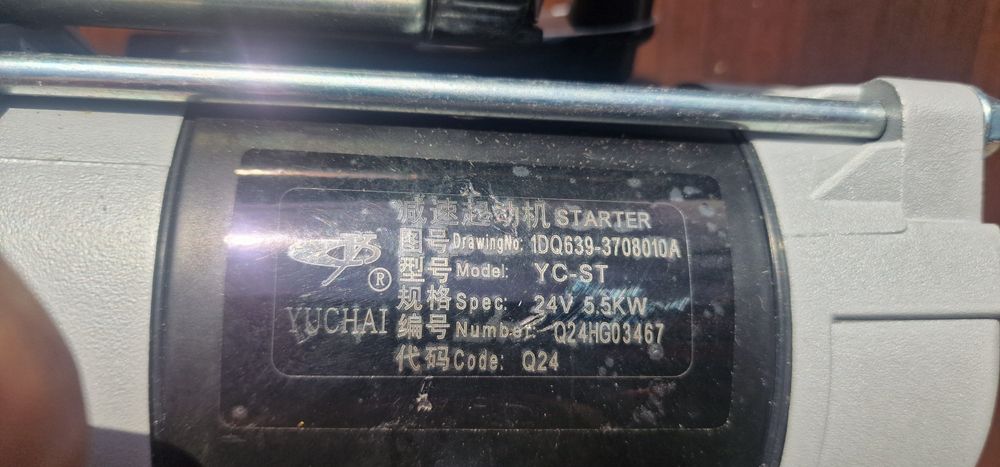 减速起动机 STARTER
图号 DrawingNo: 1DQ639-3708010A
型号 Model: YC-ST
规格 Spec: 24V 5.5KW
编号 Number: Q24HG03467
代码 Code: Q24
®
YUCHAI